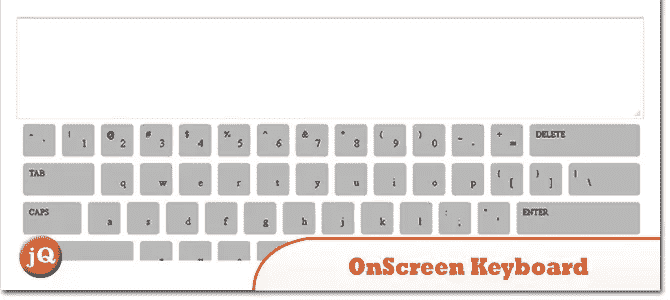 ~ ` ! 1 @ 2 # 3 $ 4 % 5 ^ 6 & 7 * 8 ( 9 ) 0 _ - + = DELETE
TAB q w e r t y u i o p { [ } ] | \
CAPS a s d f g h j k l : ; " ' ENTER
jQ
OnScreen Keyboard